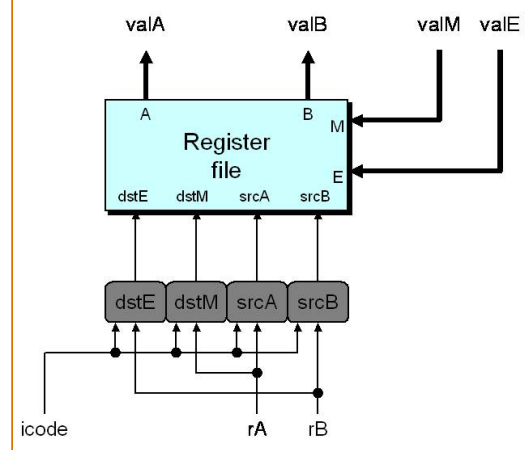 valA valB valM valE
A B
M
Register
file
E
dstE dstM srcA srcB
dstE dstM srcA srcB
icode rA rB